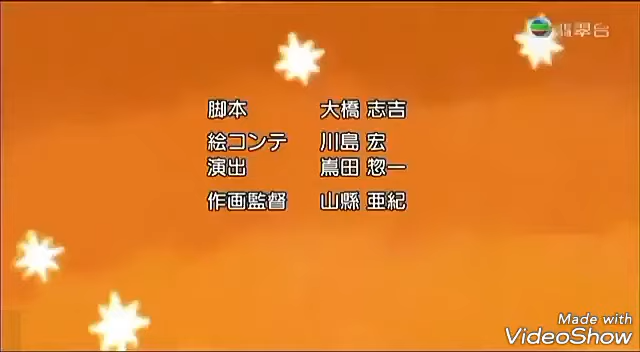 翡翠台
脚本 大橋 志吉
絵コンテ 川島 宏
演出 嶌田 惣一
作画監督 山縣 亜紀
Made with
VideoShow